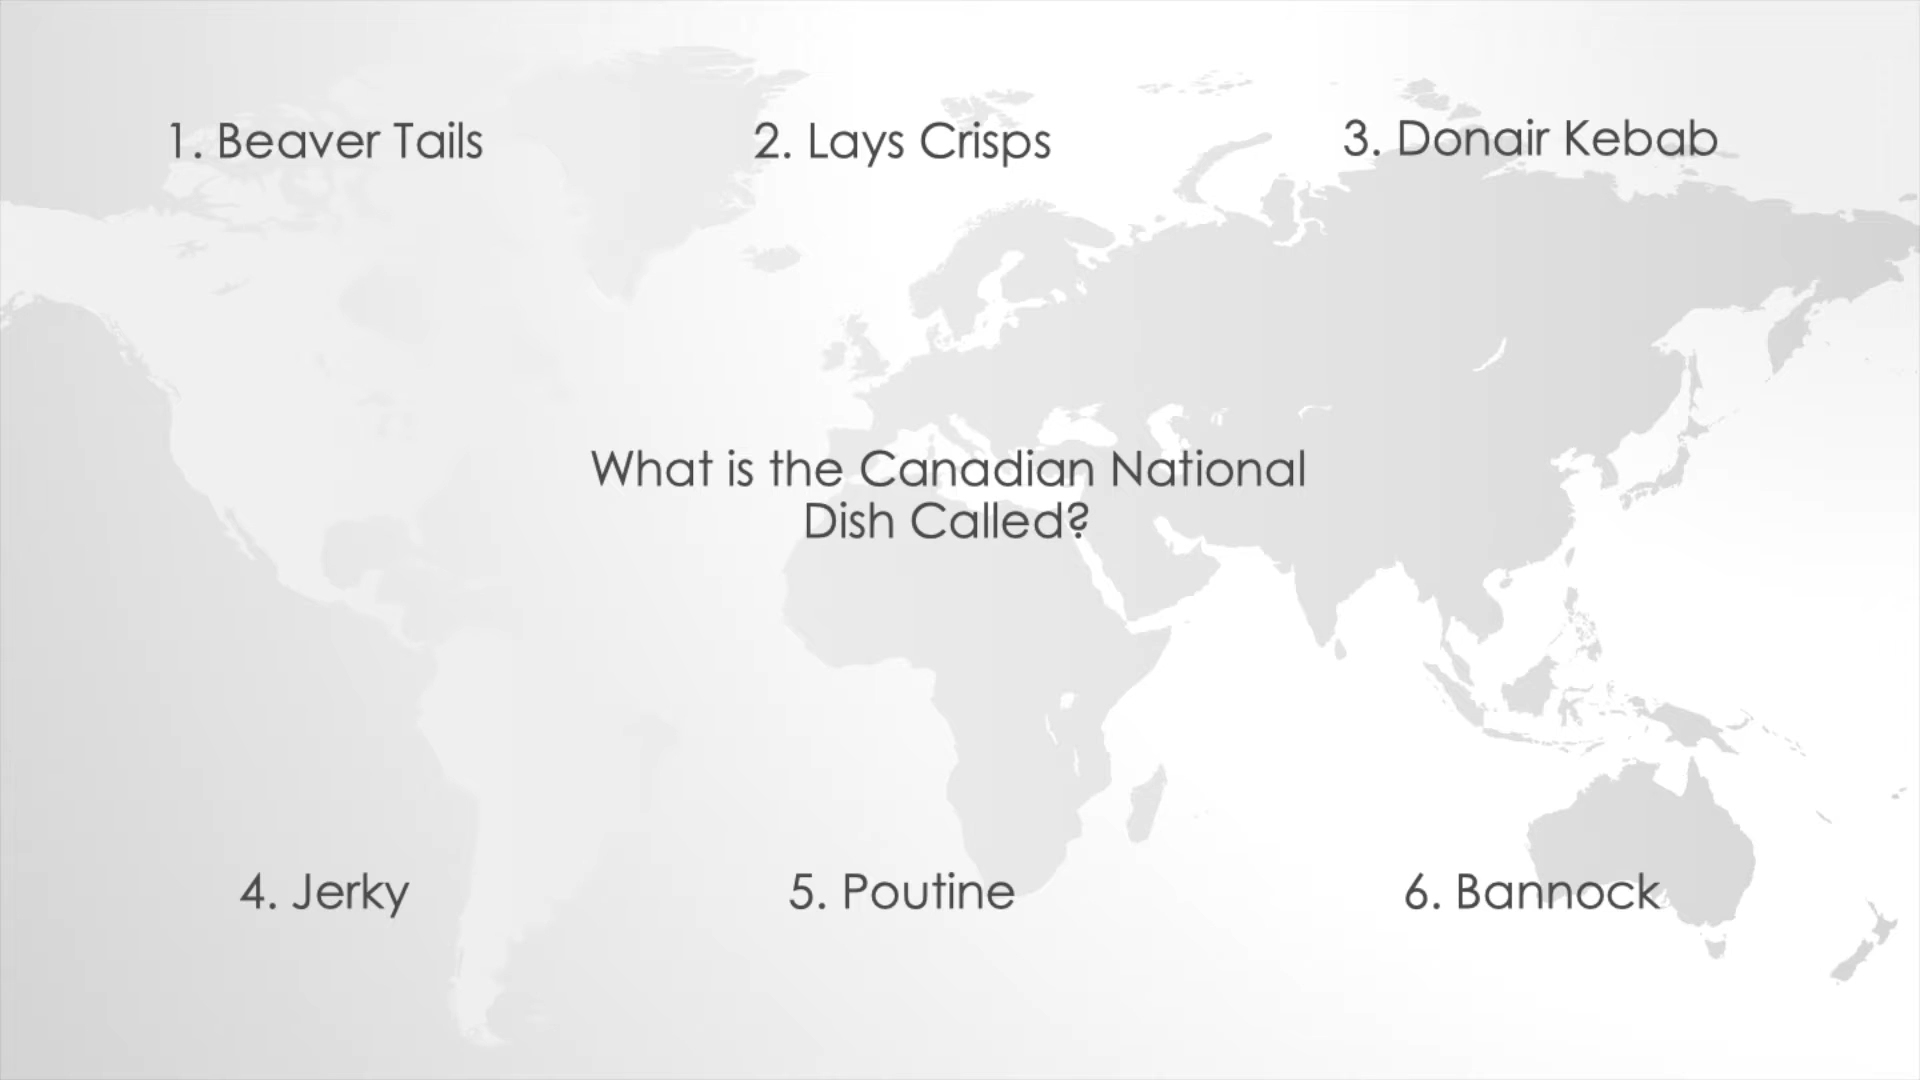 1. Beaver Tails
2. Lays Crisps
3. Donair Kebab
What is the Canadian National
Dish Called?
4. Jerky
5. Poutine
6. Bannock